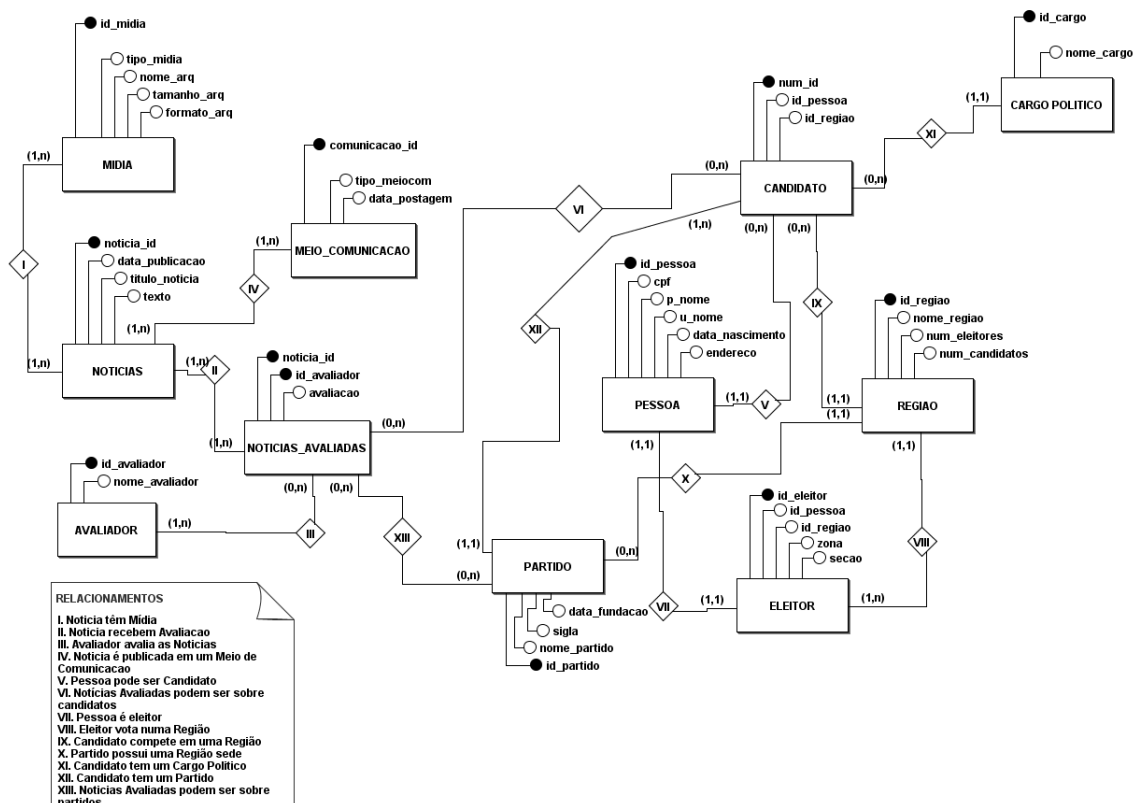 id_midia
tipo_midia
nome_arq
tamanho_arq
formato_arq
MIDIA
(1,n)
I
(1,n)
noticia_id
data_publicacao
titulo_noticia
texto
NOTICIAS
(1,n)
IV
(1,n)
comunicacao_id
tipo_meiocom
data_postagem
MEIO_COMUNICACAO
(1,n)
II
(1,n)
noticia_id
id_avaliador
avaliacao
NOTICIAS_AVALIADAS
(0,n)
VI
(0,n)
num_id
id_pessoa
id_regiao
CANDIDATO
(0,n)
XI
(1,1)
id_cargo
nome_cargo
CARGO POLITICO
(1,n)
XII
(1,1)
(0,n)
V
(1,1)
(0,n)
IX
(1,1)
id_pessoa
cpf
p_nome
u_nome
data_nascimento
endereco
PESSOA
id_regiao
nome_regiao
num_eleitores
num_candidatos
REGIAO
(1,1)
X
(0,n)
(1,1)
VII
(1,1)
(1,1)
VIII
(1,n)
id_eleitor
id_pessoa
id_regiao
zona
secao
ELEITOR
id_avaliador
nome_avaliador
AVALIADOR
(1,n)
III
(0,n)
(0,n)
XIII
(0,n)
PARTIDO
data_fundacao
sigla
nome_partido
id_partido
RELACIONAMENTOS
I. Noticia têm Mídia
II. Noticia recebem Avaliacao
III. Avaliador avalia as Noticias
IV. Noticia é publicada em um Meio de
Comunicacao
V. Pessoa pode ser Candidato
VI. Notícias Avaliadas podem ser sobre
candidatos
VII. Pessoa é eleitor
VIII. Eleitor vota numa Região
IX. Candidato compete em uma Região
X. Partido possui uma Região sede
XI. Candidato tem um Cargo Político
XII. Candidato tem um Partido
XIII. Noticias Avaliadas podem ser sobre
partidos